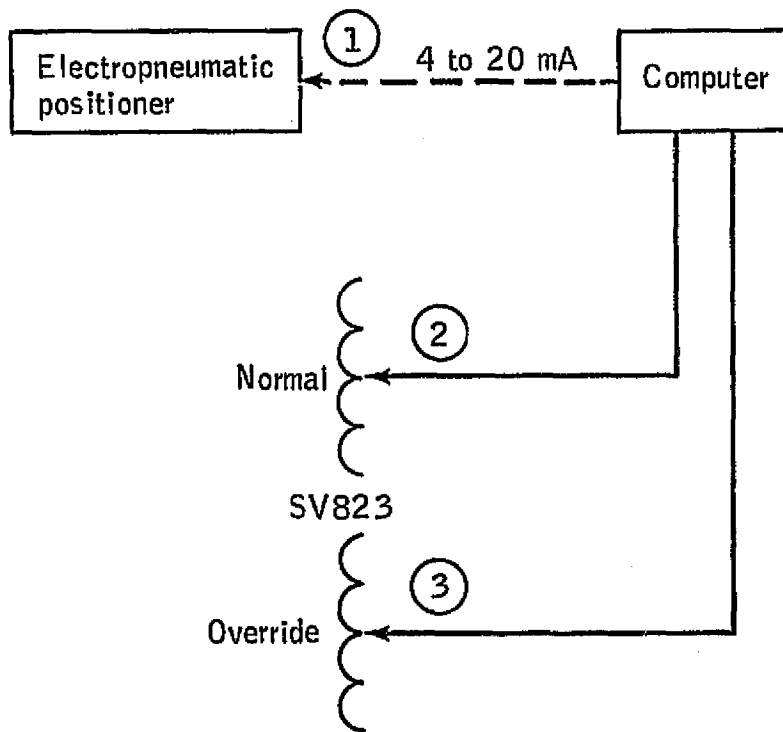 Electropneumatic
positioner
1
4 to 20 mA
Computer
2
Normal
SV823
3
Override